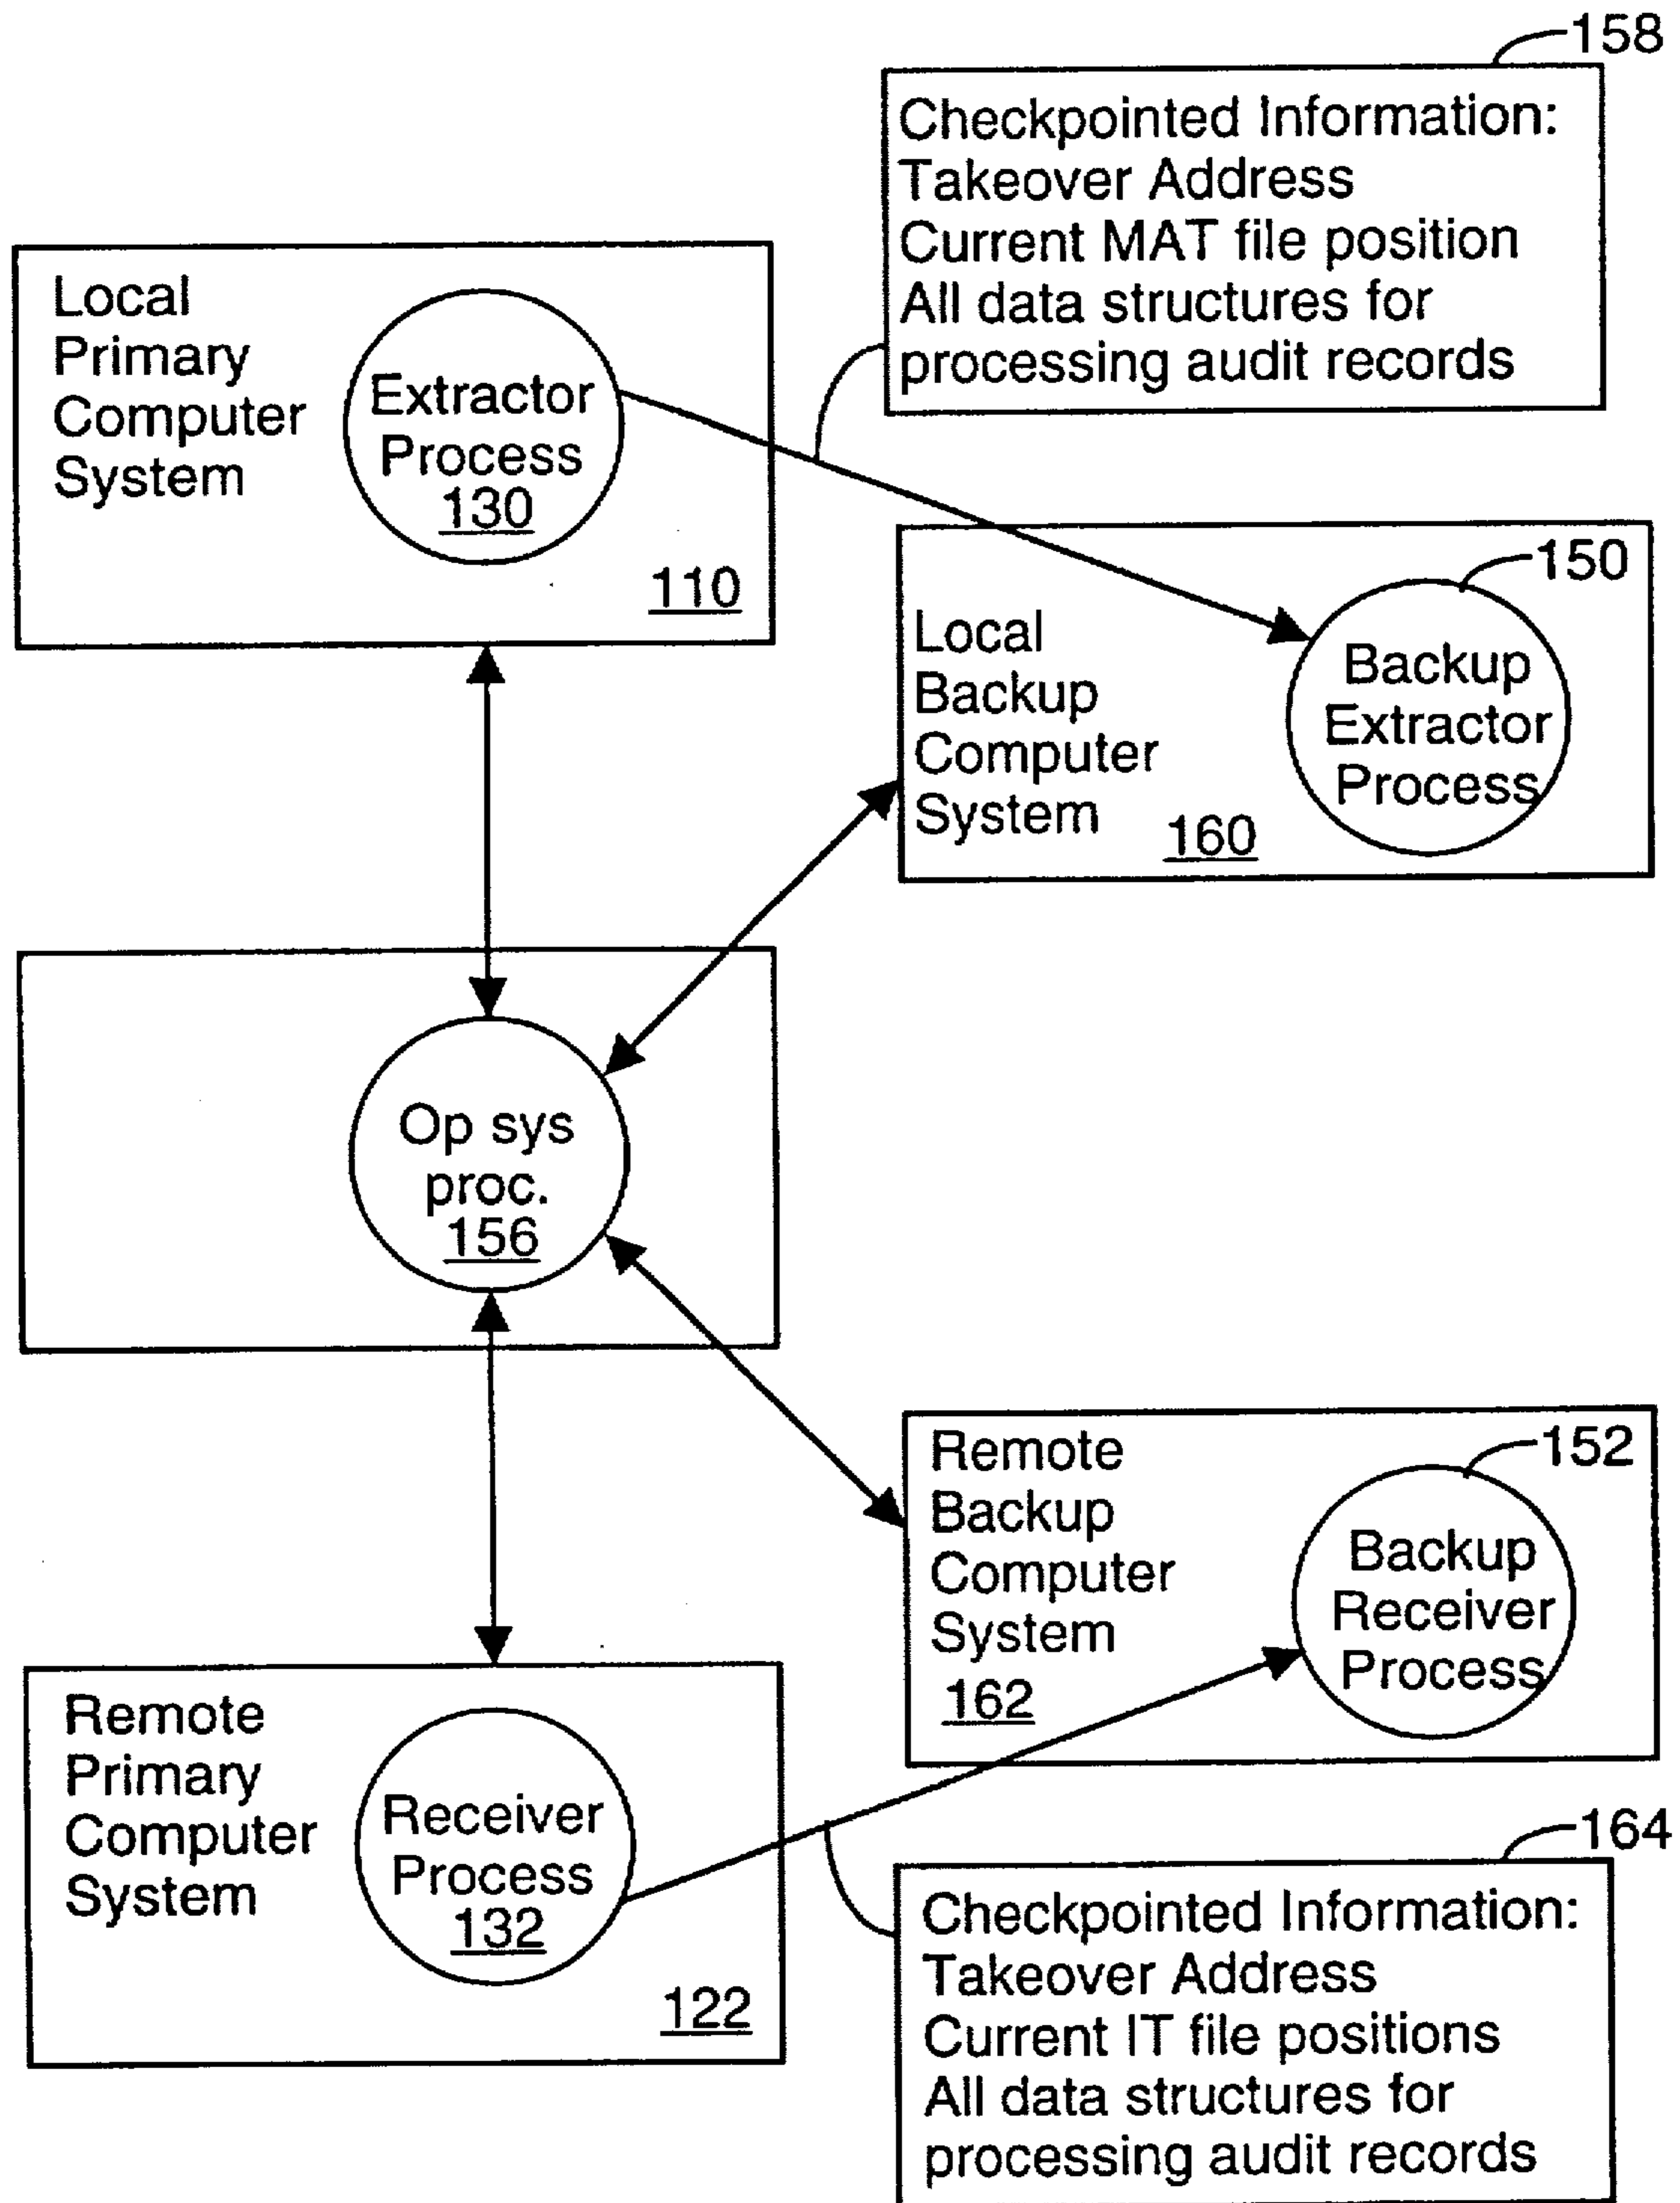 158
Checkpointed Information:
Takeover Address
Current MAT file position
All data structures for
processing audit records
Local
Primary
Computer
System
Extractor
Process
130
110
150
Local
Backup
Computer
System
160
Backup
Extractor
Process
Op sys
proc.
156
152
Remote
Backup
Computer
System
162
Backup
Receiver
Process
Remote
Primary
Computer
System
Receiver
Process
132
122
164
Checkpointed Information:
Takeover Address
Current IT file positions
All data structures for
processing audit records